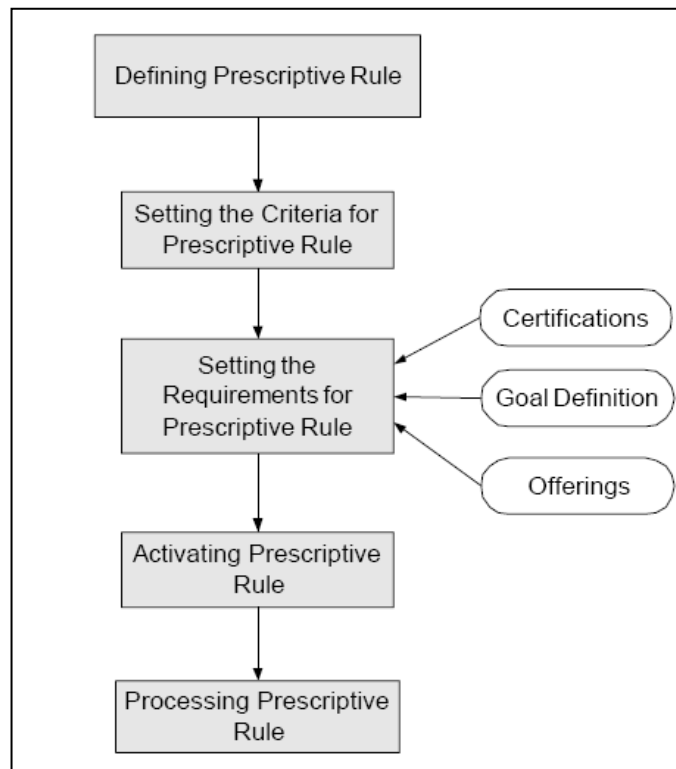 Defining Prescriptive Rule
Setting the Criteria for
Prescriptive Rule
Setting the
Requirements for
Prescriptive Rule
Certifications
Goal Definition
Offerings
Activating Prescriptive
Rule
Processing Prescriptive
Rule